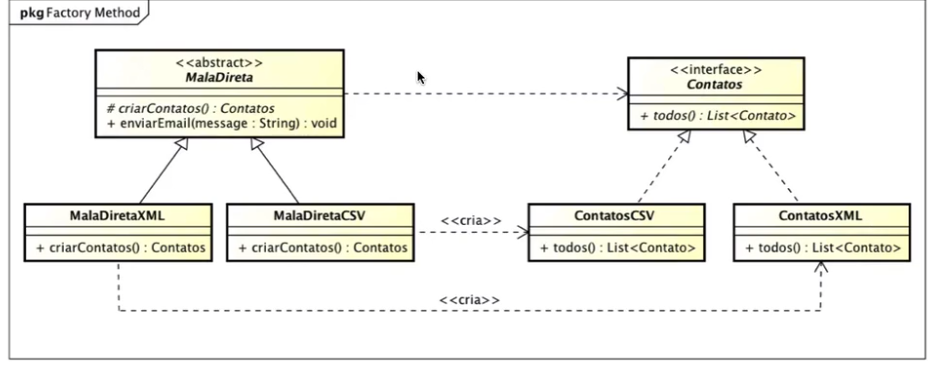 pkg Factory Method
<<abstract>>
MalaDireta
# criarContatos() : Contatos
+ enviarEmail(message : String) : void
<<interface>>
Contatos
+ todos() : List<Contato>
MalaDiretaXML
+ criarContatos() : Contatos
MalaDiretaCSV
+ criarContatos() : Contatos
<<cria>>
ContatosCSV
+ todos() : List<Contato>
ContatosXML
+ todos() : List<Contato>
<<cria>>